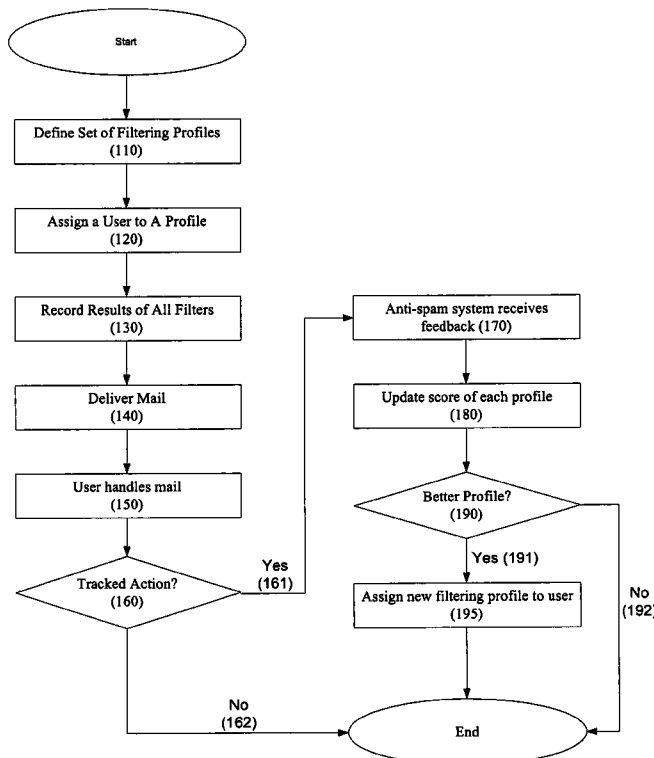 Start
Define Set of Filtering Profiles
(110)
Assign a User to A Profile
(120)
Record Results of All Filters
(130)
Deliver Mail
(140)
User handles mail
(150)
Tracked Action?
(160)
Yes
(161)
No
(162)
Anti-spam system receives
feedback (170)
Update score of each profile
(180)
Better Profile?
(190)
Yes (191)
No
(192)
Assign new filtering profile to user
(195)
End